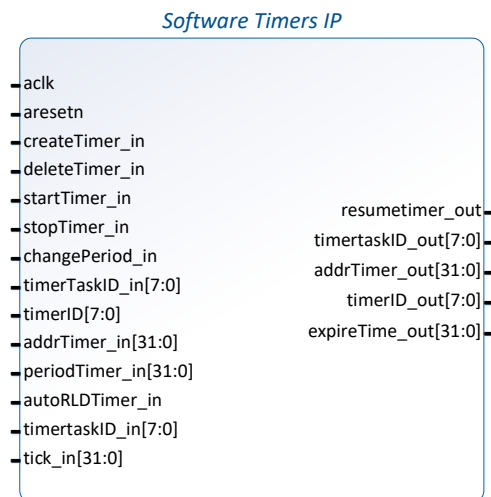 Software Timers IP
aclk
aresetn
createTimer_in
deleteTimer_in
startTimer_in
stopTimer_in
changePeriod_in
timerTaskID_in[7:0]
timerID[7:0]
addrTimer_in[31:0]
periodTimer_in[31:0]
autoRLDTimer_in
timertaskID_in[7:0]
tick_in[31:0]
resumetimer_out
timertaskID_out[7:0]
addrTimer_out[31:0]
timerID_out[7:0]
expireTime_out[31:0]